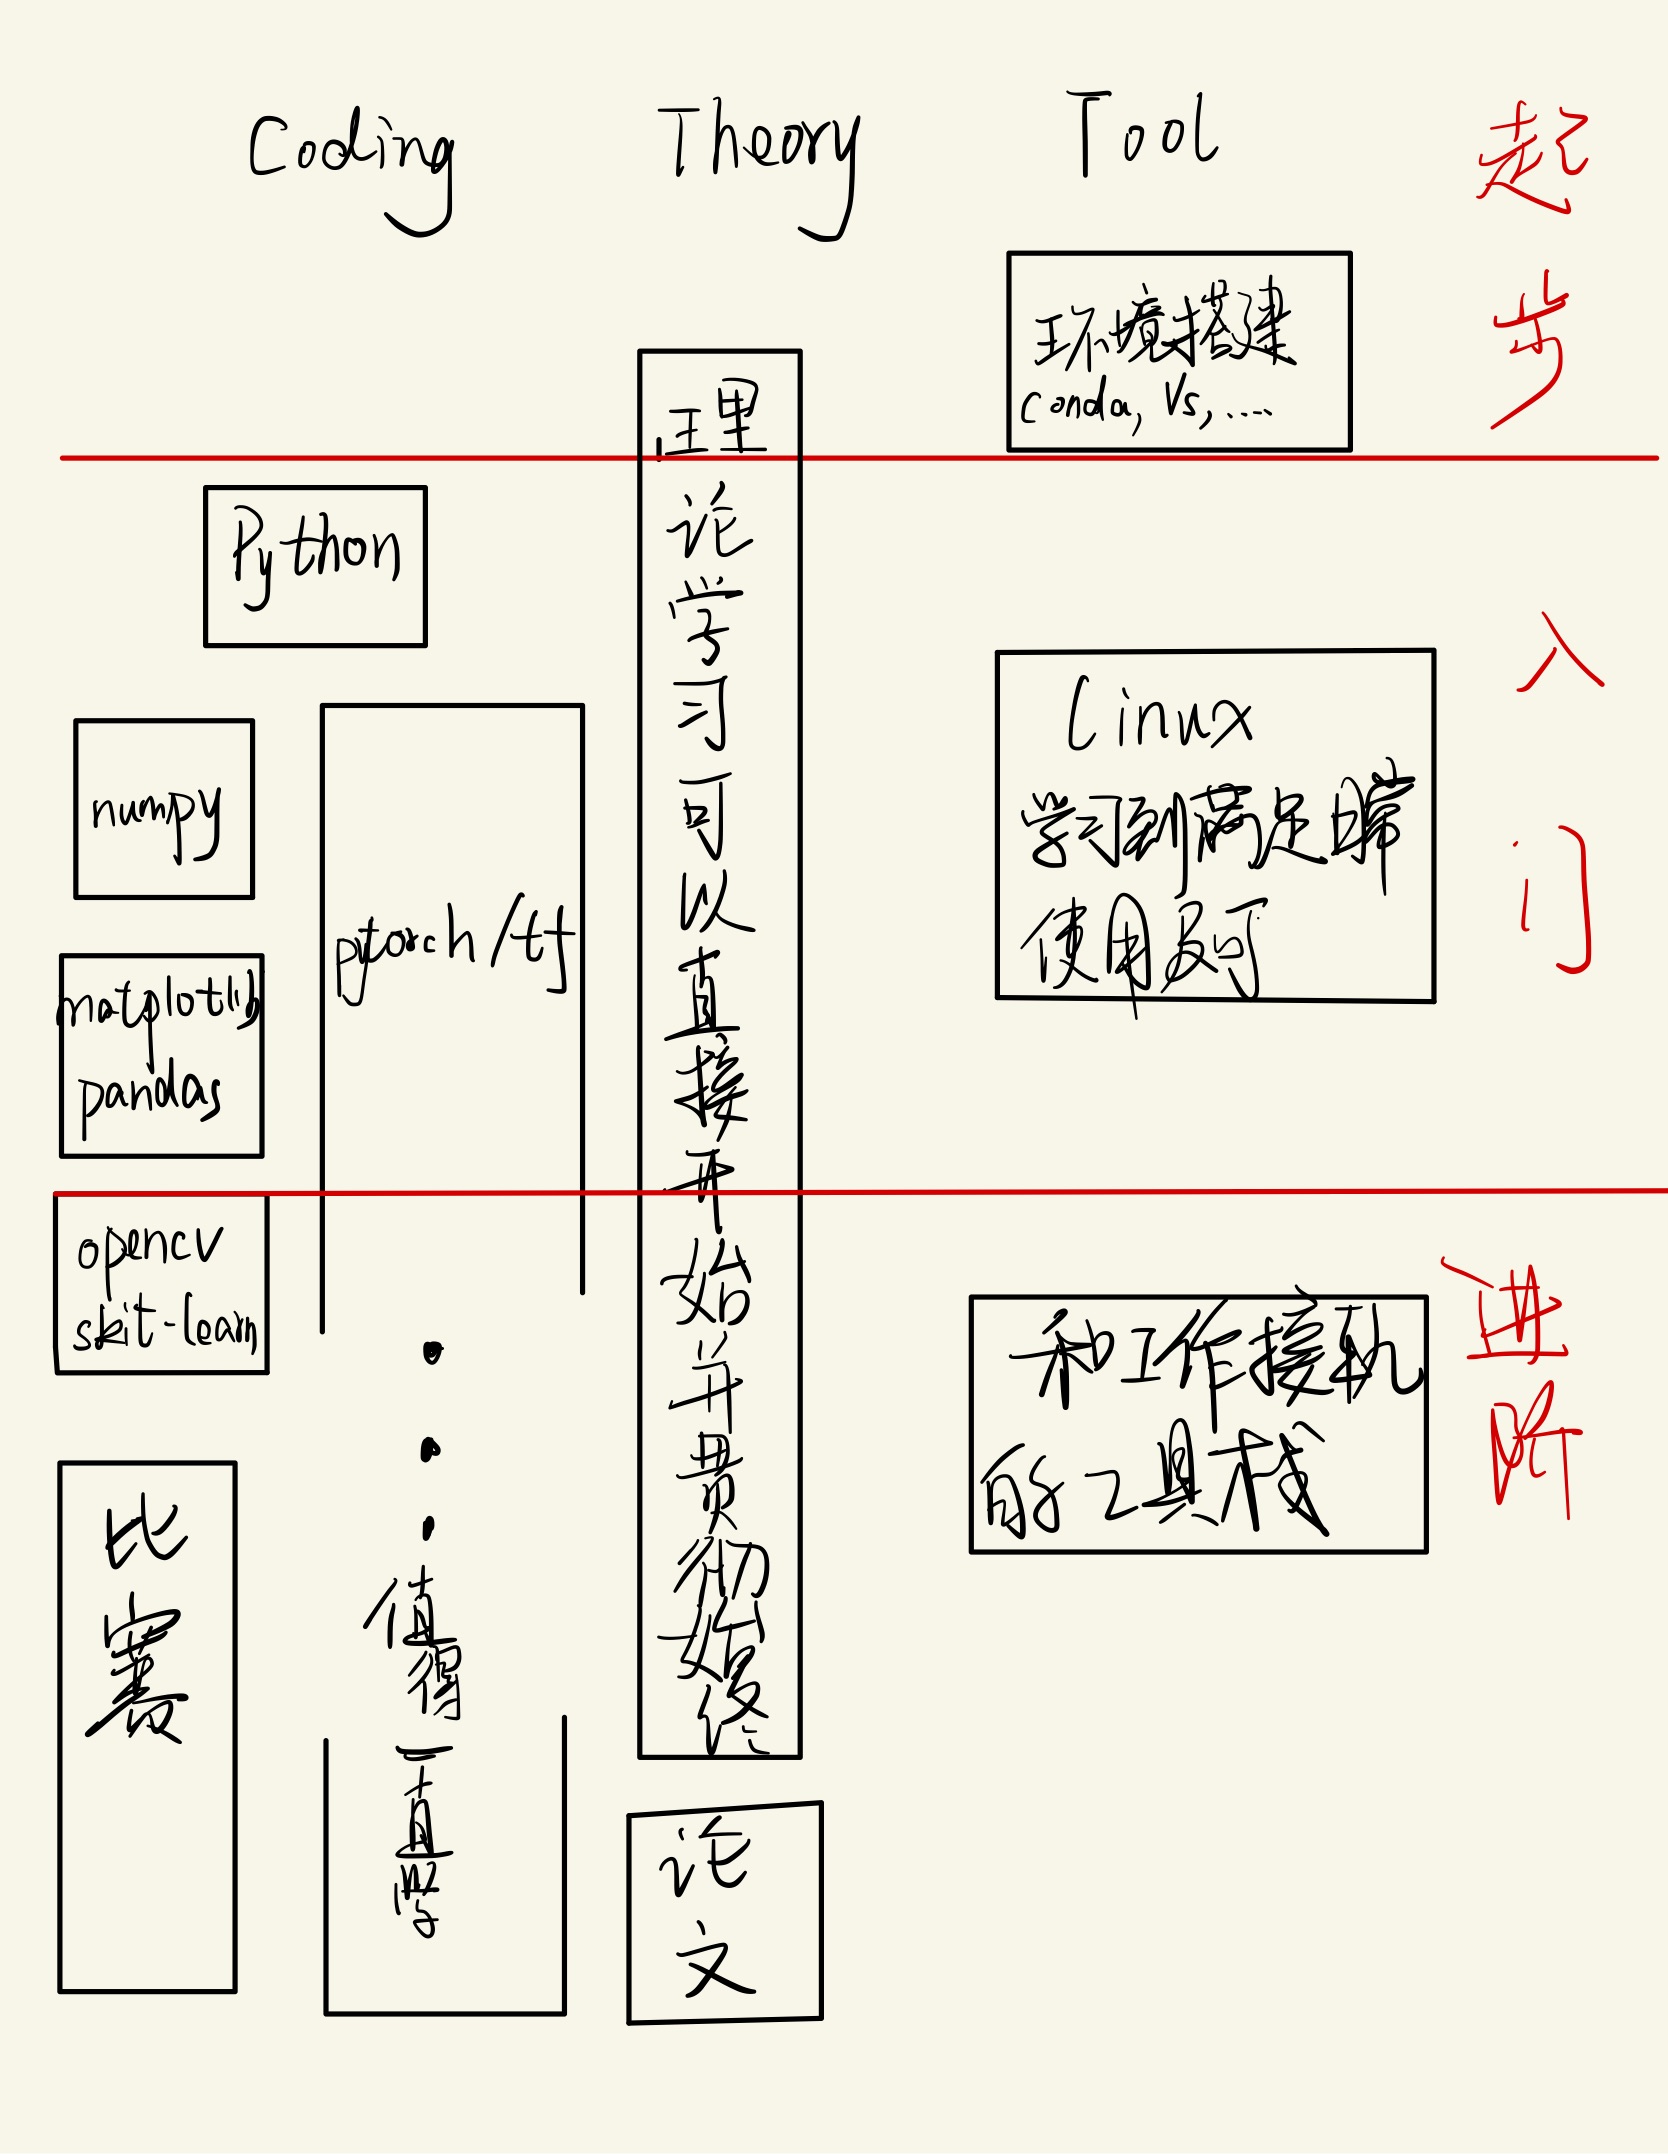 Coding Theory Tool
起步
环境搭建
conda, Vs, ....
理论学习可以直接开始并贯彻始终
Python
numpy
pytorch/tf
matplotlib
pandas
Linux
学习到满足日常
使用即可
入门
opencv
skit-learn
值得一直学
和工作接轨
的工具栈
进阶
比赛
论文